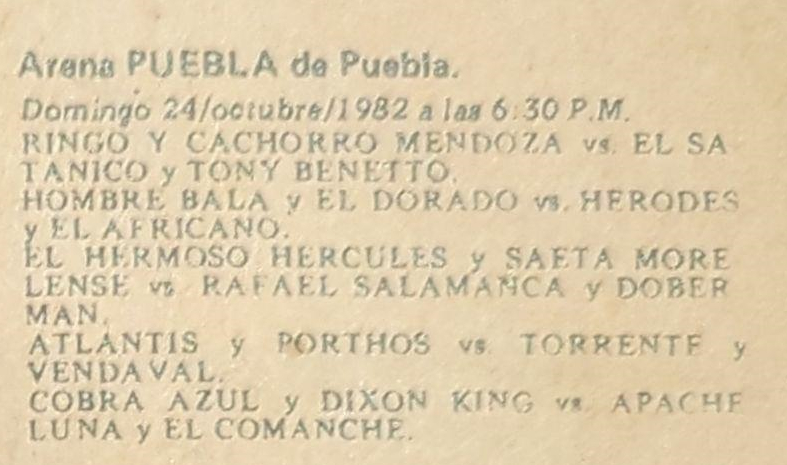 Arena PUEBLA de Puebla.
Domingo 24/octubre/1982 a las 6:30 P.M.
RINGO Y CACHORRO MENDOZA vs. EL SA
TANICO y TONY BENETTO.
HOMBRE BALA y EL DORADO vs. HERODES
y EL AFRICANO.
EL HERMOSO HERCULES y SAETA MORE
LENSE vs RAFAEL SALAMANCA y DOBER
MAN.
ATLANTIS y PORTHOS vs. TORRENTE y
VENDAVAL.
COBRA AZUL y DIXON KING vs. APACHE
LUNA y EL COMANCHE.